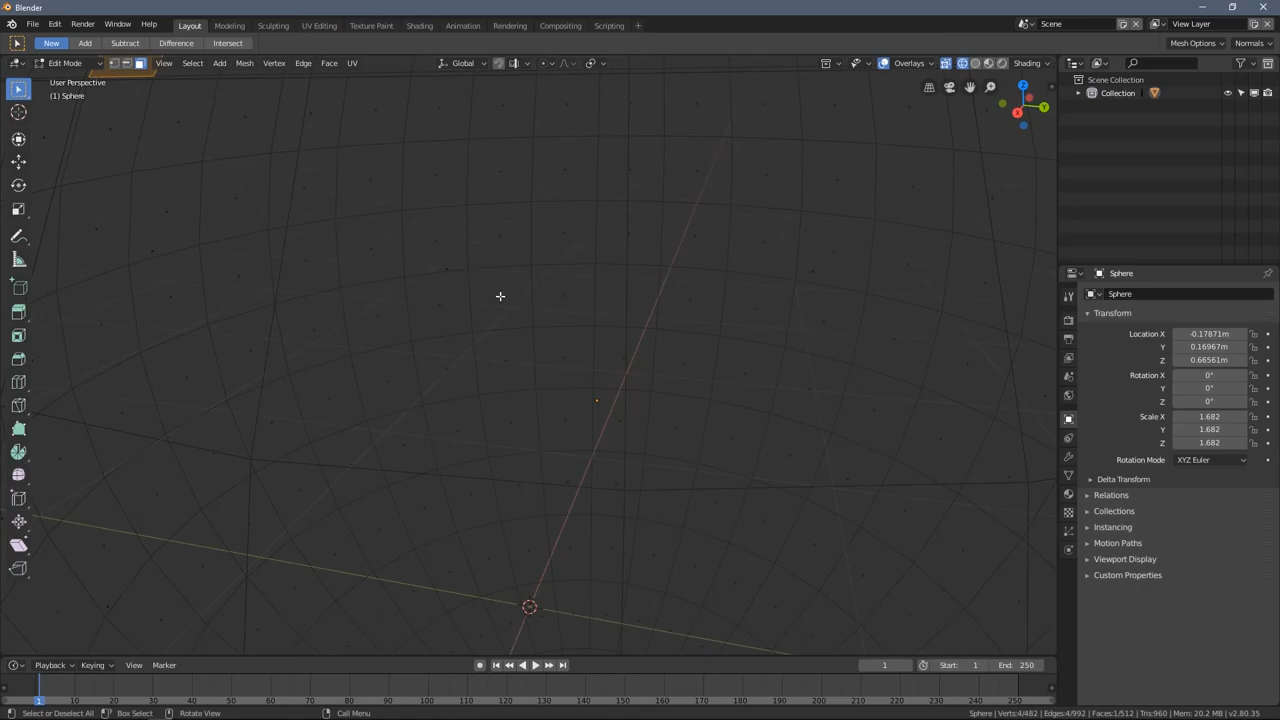 Blender
File Edit Render Window Help Layout Modeling Sculpting UV Editing Texture Paint Shading Animation Rendering Compositing Scripting + Scene View Layer
New Add Subtract Difference Intersect Mesh Options Normals
Edit Mode View Select Add Mesh Vertex Edge Face UV Global Overlays Shading
User Perspective
(1) Sphere
Z
Y
X
Scene Collection
Collection
Sphere
Sphere
Transform
Location X -0.17871m
Y 0.16967m
Z 0.66561m
Rotation X 0°
Y 0°
Z 0°
Scale X 1.682
Y 1.682
Z 1.682
Rotation Mode XYZ Euler
Delta Transform
Relations
Collections
Instancing
Motion Paths
Viewport Display
Custom Properties
Playback Keying View Marker 1 Start: 1 End: 250
1 10 20 30 40 50 60 70 80 90 100 110 120 130 140 150 160 170 180 190 200 210 220 230 240 250
Select or Deselect All Box Select Rotate View Call Menu Sphere | Verts:4/482 | Edges:4/992 | Faces:1/512 | Tris:960 | Mem: 20.2 MB | v2.80.35